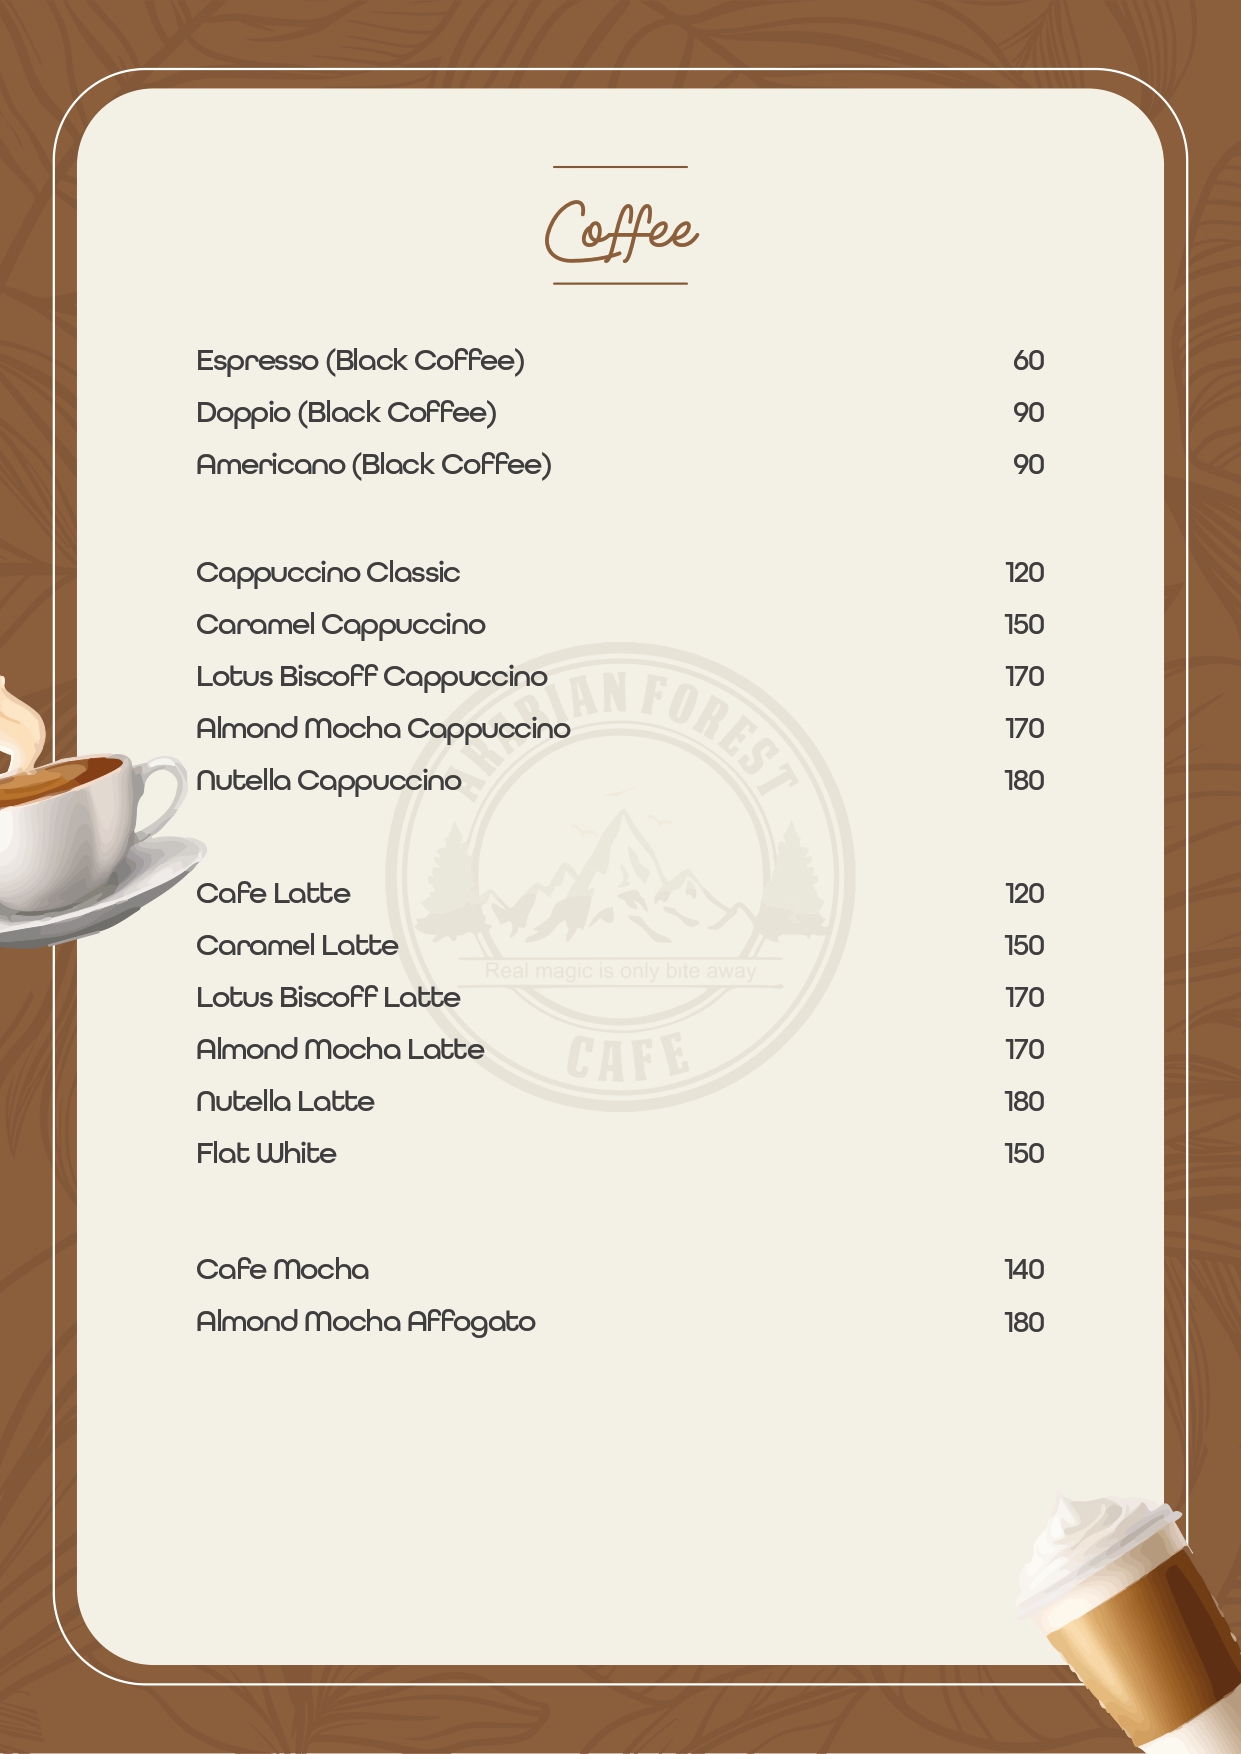 Coffee
Espresso (Black Coffee) 60
Doppio (Black Coffee) 90
Americano (Black Coffee) 90
Cappuccino Classic 120
Caramel Cappuccino 150
Lotus Biscoff Cappuccino 170
Almond Mocha Cappuccino 170
Nutella Cappuccino 180
Cafe Latte 120
Caramel Latte 150
Lotus Biscoff Latte 170
Almond Mocha Latte 170
Nutella Latte 180
Flat White 150
Cafe Mocha 140
Almond Mocha Affogato 180
ARABIAN FOREST
Real magic is only bite away
CAFE